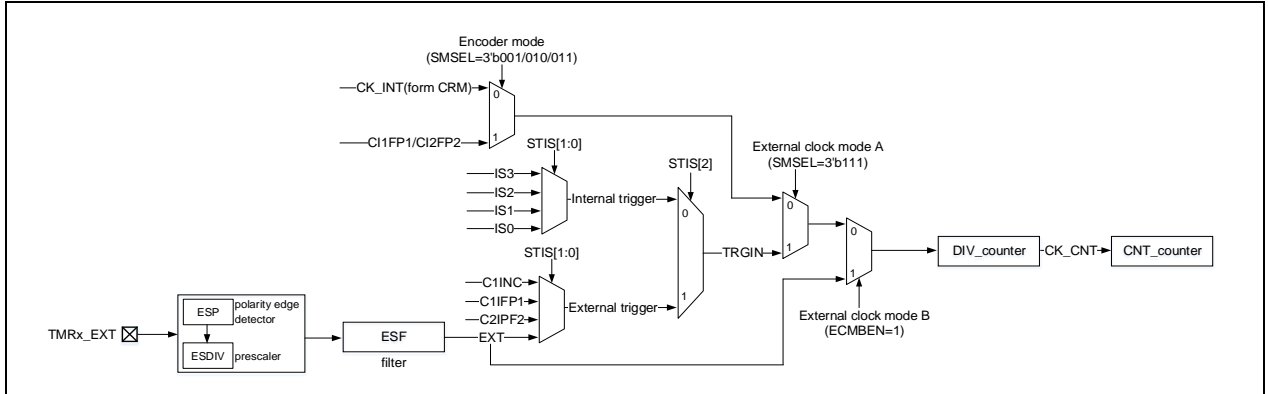 Encoder mode
(SMSEL=3'b001/010/011)
CK_INT(form CRM)
0
1
CI1FP1/CI2FP2
STIS[1:0]
IS3
IS2
IS1
IS0
Internal trigger
STIS[2]
0
1
External clock mode A
(SMSEL=3'b111)
0
1
0
1
TRGIN
DIV_counter
CK_CNT
CNT_counter
STIS[1:0]
C1INC
C1IFP1
C2IPF2
EXT
External trigger
External clock mode B
(ECMBEN=1)
TMRx_EXT
ESP
polarity edge
detector
ESDIV
prescaler
ESF
filter